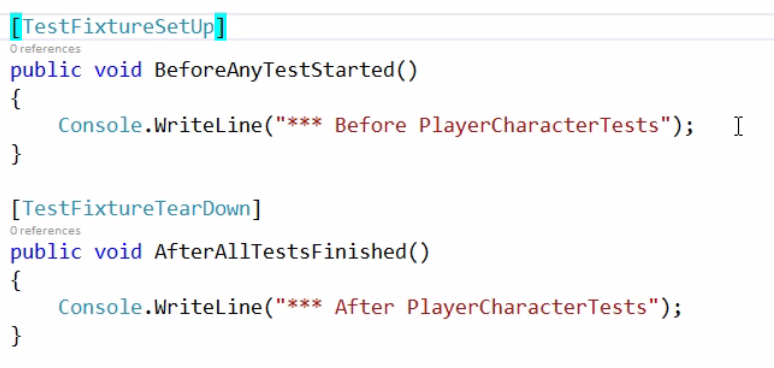 [TestFixtureSetUp]
0 references
public void BeforeAnyTestStarted()
{
    Console.WriteLine("*** Before PlayerCharacterTests");
}
[TestFixtureTearDown]
0 references
public void AfterAllTestsFinished()
{
    Console.WriteLine("*** After PlayerCharacterTests");
}